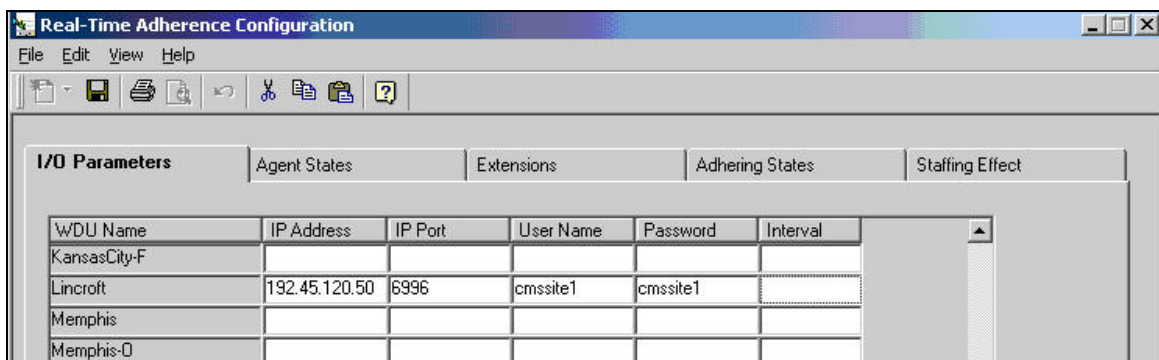 Real-Time Adherence Configuration
File Edit View Help
I/O Parameters Agent States Extensions Adhering States Staffing Effect
WDU Name IP Address IP Port User Name Password Interval
KansasCity-F
Lincroft 192.45.120.50 6996 cmssite1 cmssite1
Memphis
Memphis-O